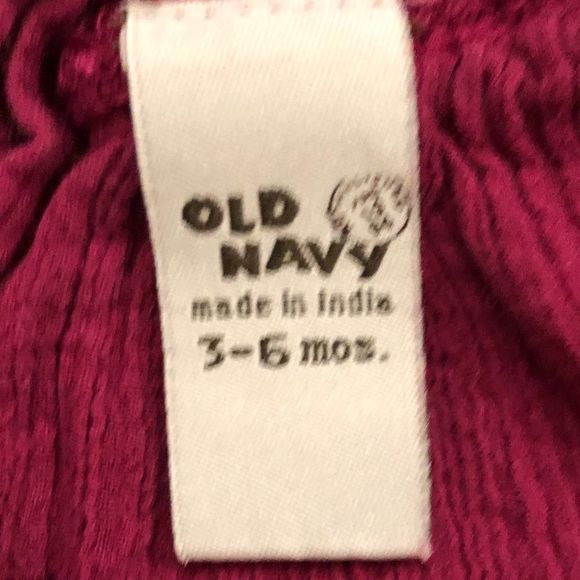 OLD
NAVY
made in india
3-6 mos.